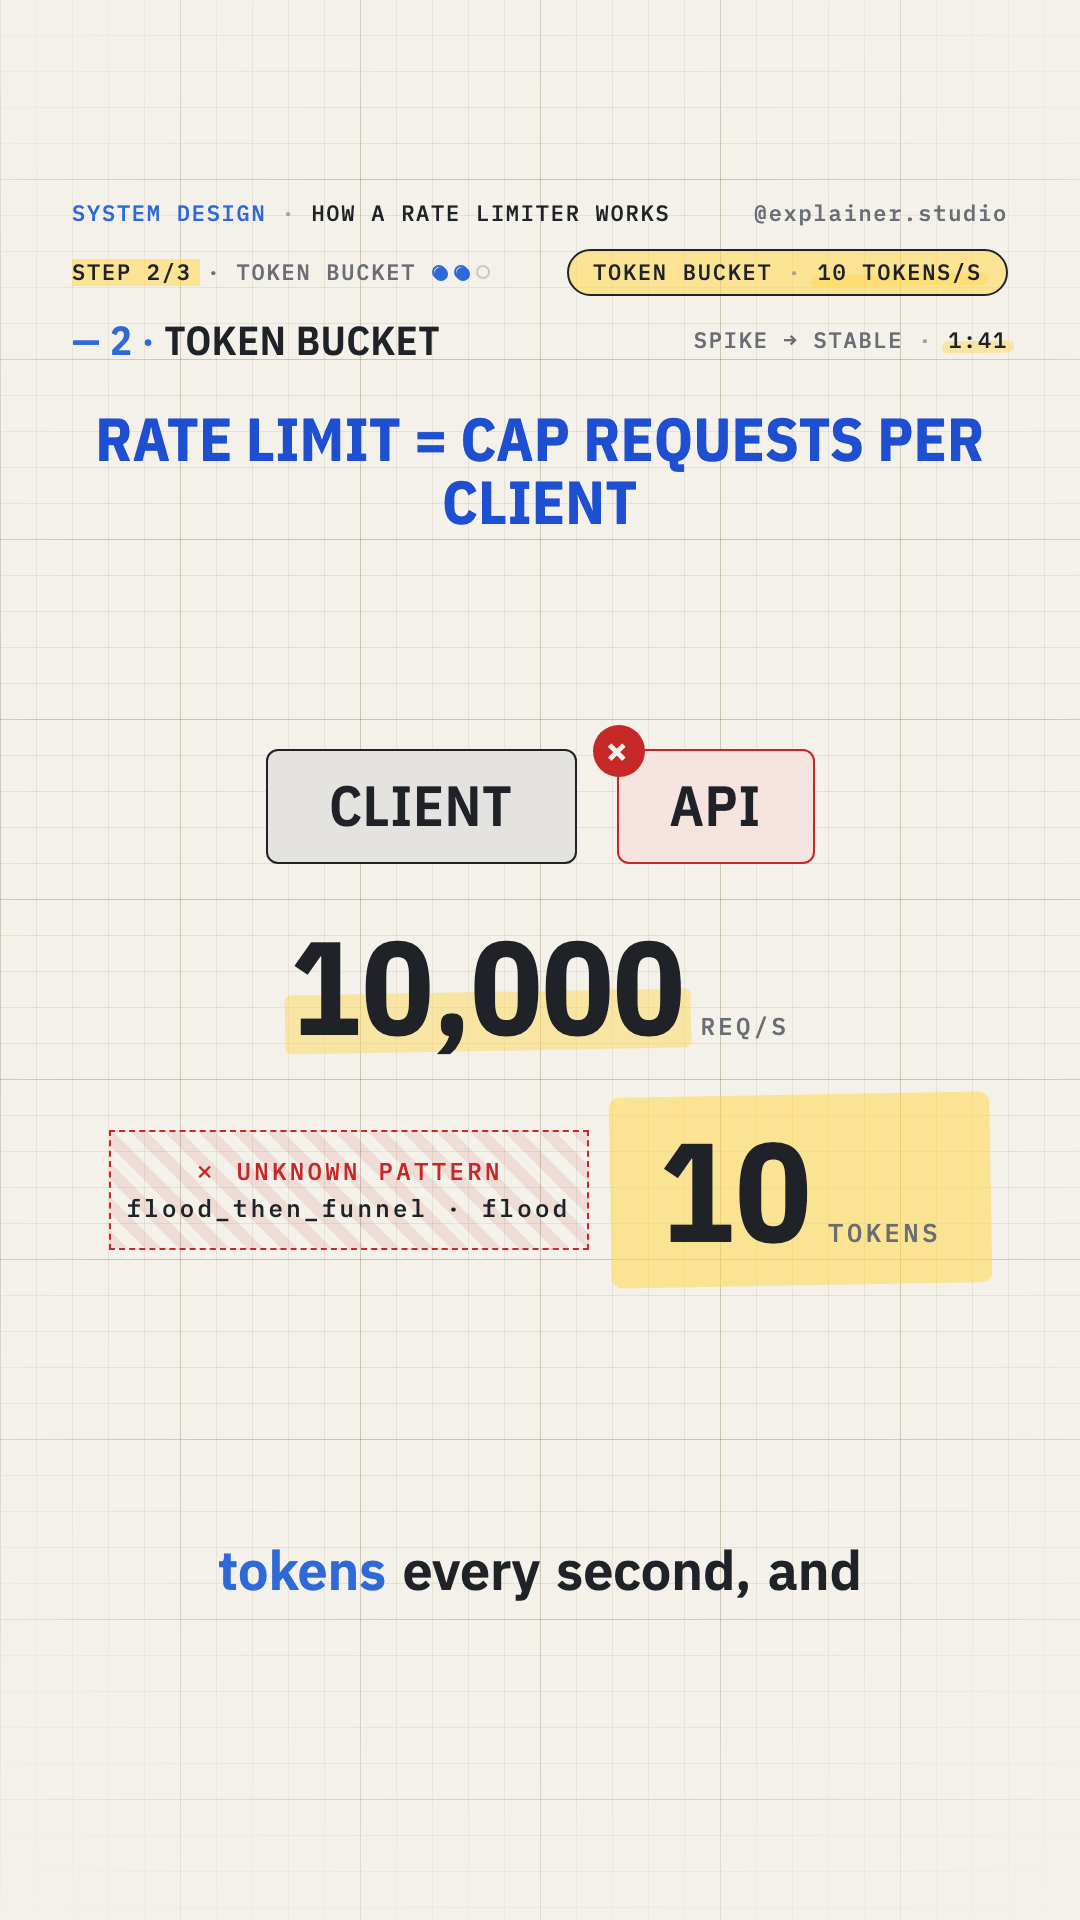 SYSTEM DESIGN · HOW A RATE LIMITER WORKS @explainer.studio
STEP 2/3 · TOKEN BUCKET TOKEN BUCKET · 10 TOKENS/S
— 2 · TOKEN BUCKET SPIKE → STABLE · 1:41
RATE LIMIT = CAP REQUESTS PER
CLIENT
CLIENT × API
10,000 REQ/S
× UNKNOWN PATTERN
flood_then_funnel · flood
10 TOKENS
tokens every second, and